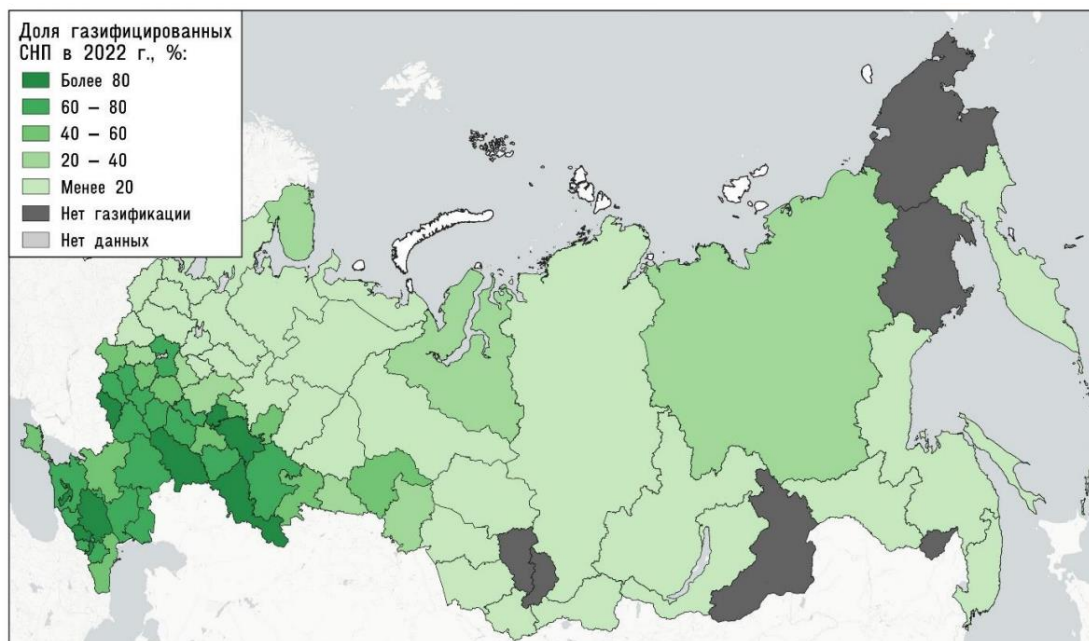 Доля газифицированных
СНП в 2022 г., %:
Более 80
60 – 80
40 – 60
20 – 40
Менее 20
Нет газификации
Нет данных